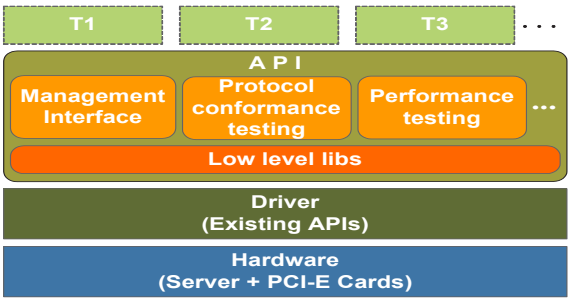 T1 T2 T3 ...
A P I
Management Interface
Protocol conformance testing
Performance testing
...
Low level libs
Driver
(Existing APIs)
Hardware
(Server + PCI-E Cards)